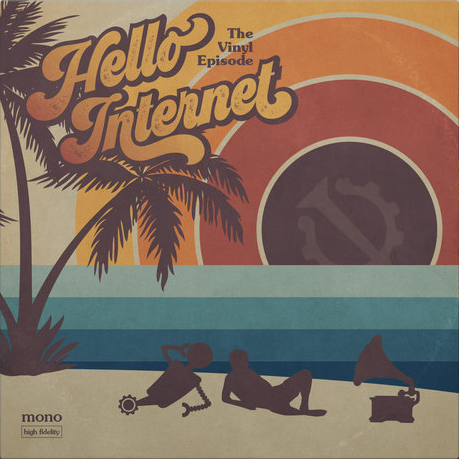 Hello
Internet
The
Vinyl
Episode
mono
high fidelity